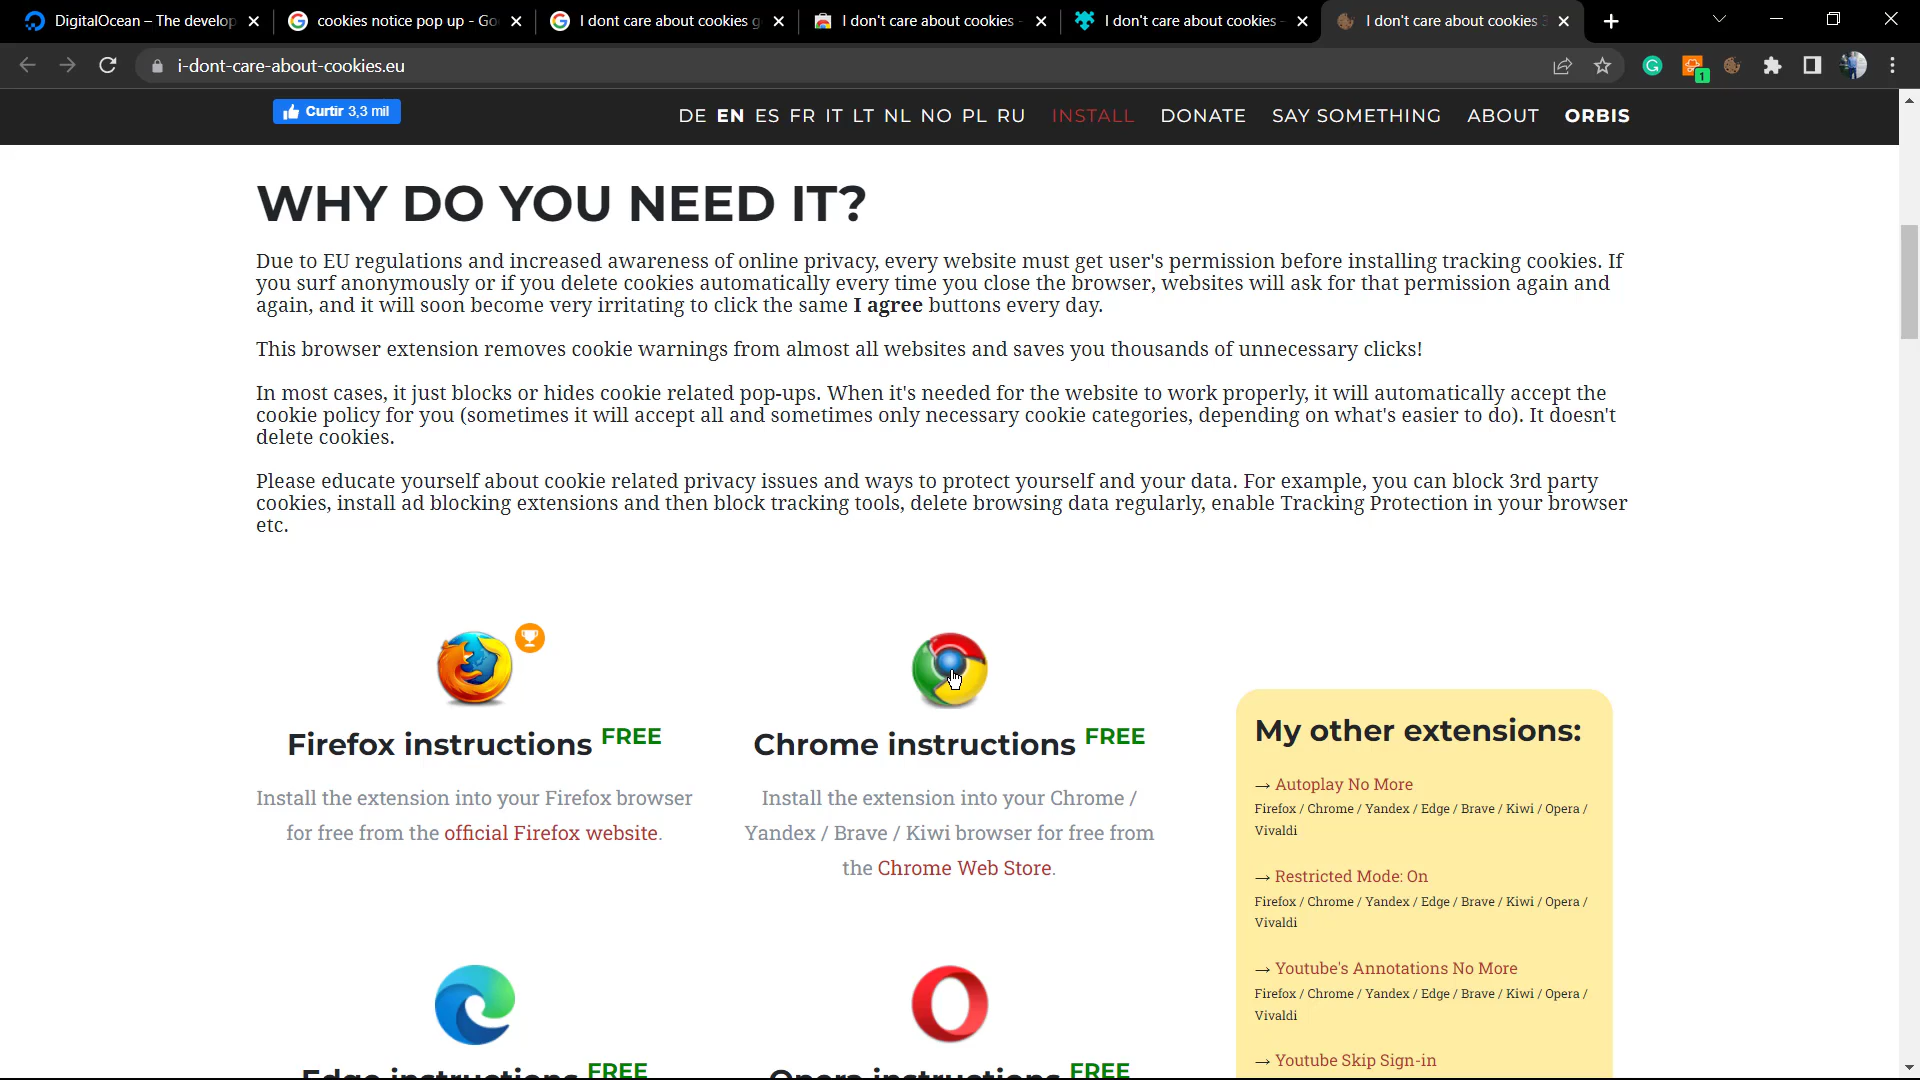 DigitalOcean – The develop
cookies notice pop up - Go
I dont care about cookies g
I don't care about cookies -
I don't care about cookies -
I don't care about cookies 3
i-dont-care-about-cookies.eu
1
Curtir 3,3 mil
DE EN ES FR IT LT NL NO PL RU INSTALL DONATE SAY SOMETHING ABOUT ORBIS
WHY DO YOU NEED IT?
Due to EU regulations and increased awareness of online privacy, every website must get user's permission before installing tracking cookies. If
you surf anonymously or if you delete cookies automatically every time you close the browser, websites will ask for that permission again and
again, and it will soon become very irritating to click the same I agree buttons every day.
This browser extension removes cookie warnings from almost all websites and saves you thousands of unnecessary clicks!
In most cases, it just blocks or hides cookie related pop-ups. When it's needed for the website to work properly, it will automatically accept the
cookie policy for you (sometimes it will accept all and sometimes only necessary cookie categories, depending on what's easier to do). It doesn't
delete cookies.
Please educate yourself about cookie related privacy issues and ways to protect yourself and your data. For example, you can block 3rd party
cookies, install ad blocking extensions and then block tracking tools, delete browsing data regularly, enable Tracking Protection in your browser
etc.
Firefox instructions FREE
Install the extension into your Firefox browser
for free from the official Firefox website.
Chrome instructions FREE
Install the extension into your Chrome /
Yandex / Brave / Kiwi browser for free from
the Chrome Web Store.
Edge instructions FREE
Opera instructions FREE
My other extensions:
→ Autoplay No More
Firefox / Chrome / Yandex / Edge / Brave / Kiwi / Opera /
Vivaldi
→ Restricted Mode: On
Firefox / Chrome / Yandex / Edge / Brave / Kiwi / Opera /
Vivaldi
→ Youtube's Annotations No More
Firefox / Chrome / Yandex / Edge / Brave / Kiwi / Opera /
Vivaldi
→ Youtube Skip Sign-in